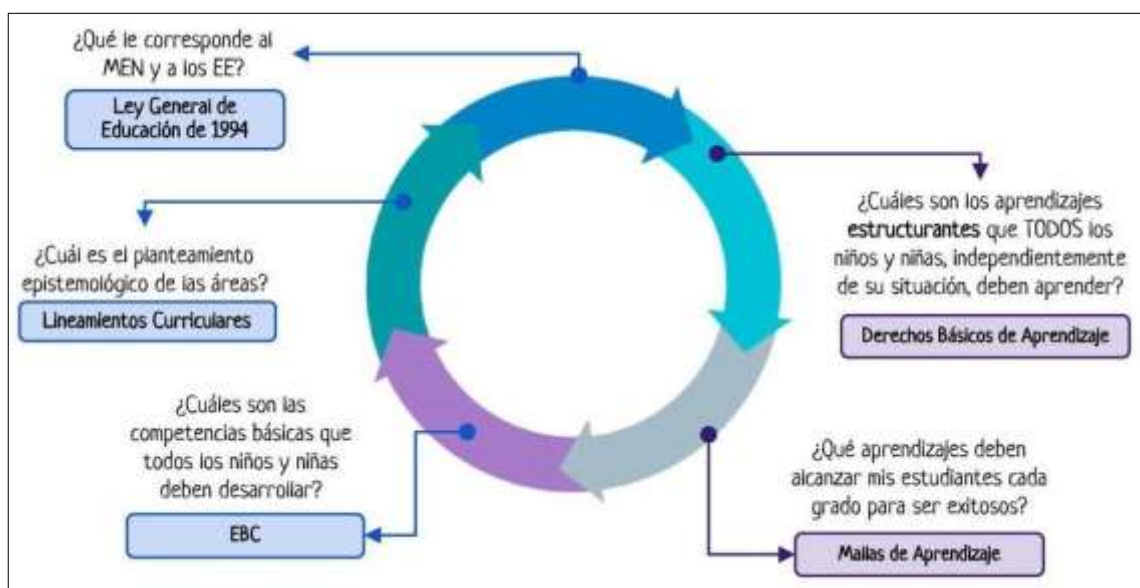 ¿Qué le corresponde al
MEN y a los EE?
Ley General de
Educación de 1994
¿Cuáles son los aprendizajes
estructurantes que TODOS los
niños y niñas, independientemente
de su situación, deben aprender?
Derechos Básicos de Aprendizaje
¿Cuál es el planteamiento
epistemológico de las áreas?
Lineamientos Curriculares
¿Cuáles son las
competencias básicas que
todos los niños y niñas
deben desarrollar?
EBC
¿Qué aprendizajes deben
alcanzar mis estudiantes cada
grado para ser exitosos?
Mallas de Aprendizaje